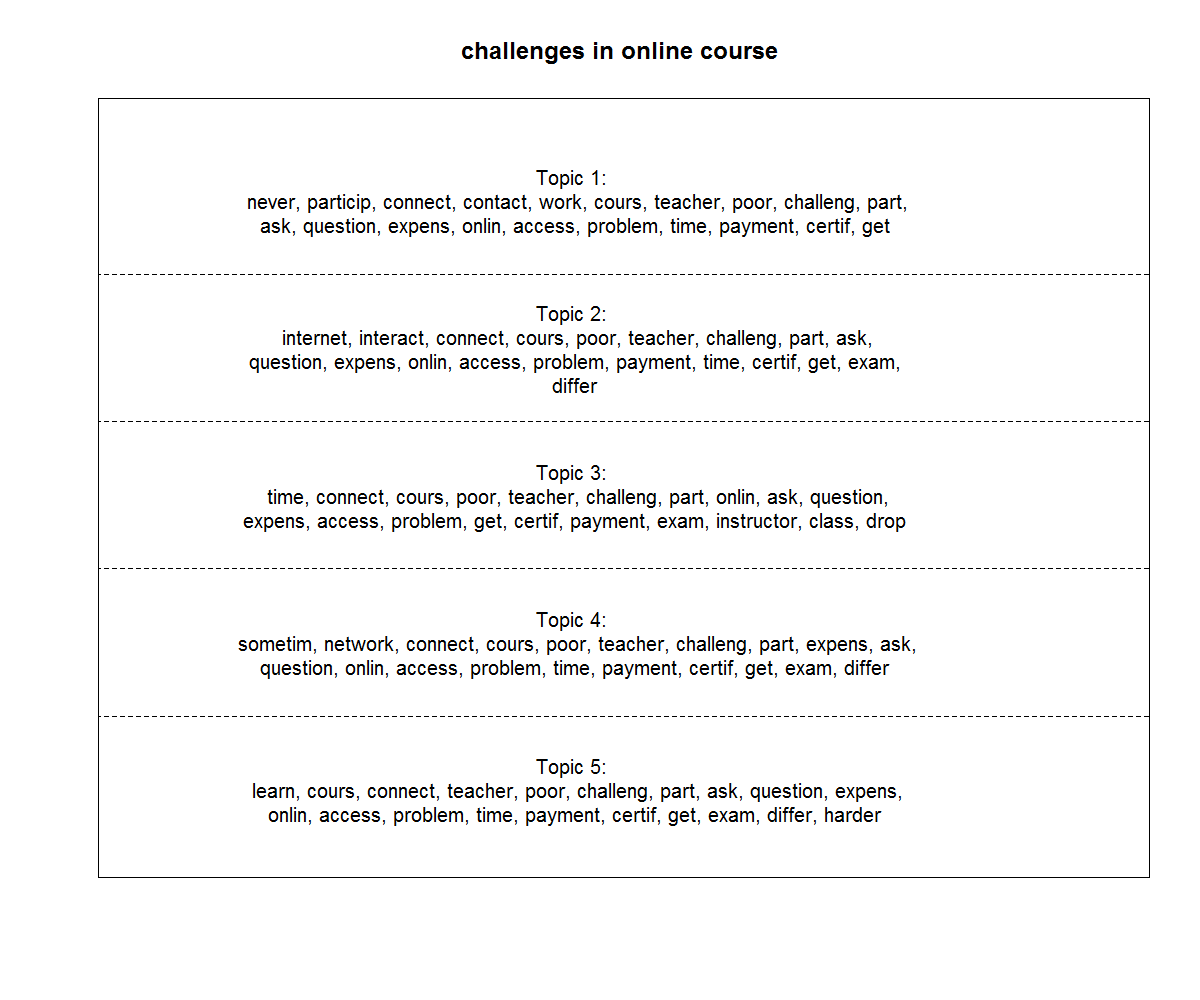 challenges in online course
Topic 1:
never, particip, connect, contact, work, cours, teacher, poor, challeng, part,
ask, question, expens, onlin, access, problem, time, payment, certif, get
Topic 2:
internet, interact, connect, cours, poor, teacher, challeng, part, ask,
question, expens, onlin, access, problem, payment, time, certif, get, exam,
differ
Topic 3:
time, connect, cours, poor, teacher, challeng, part, onlin, ask, question,
expens, access, problem, get, certif, payment, exam, instructor, class, drop
Topic 4:
sometim, network, connect, cours, poor, teacher, challeng, part, expens, ask,
question, onlin, access, problem, time, payment, certif, get, exam, differ
Topic 5:
learn, cours, connect, teacher, poor, challeng, part, ask, question, expens,
onlin, access, problem, time, payment, certif, get, exam, differ, harder